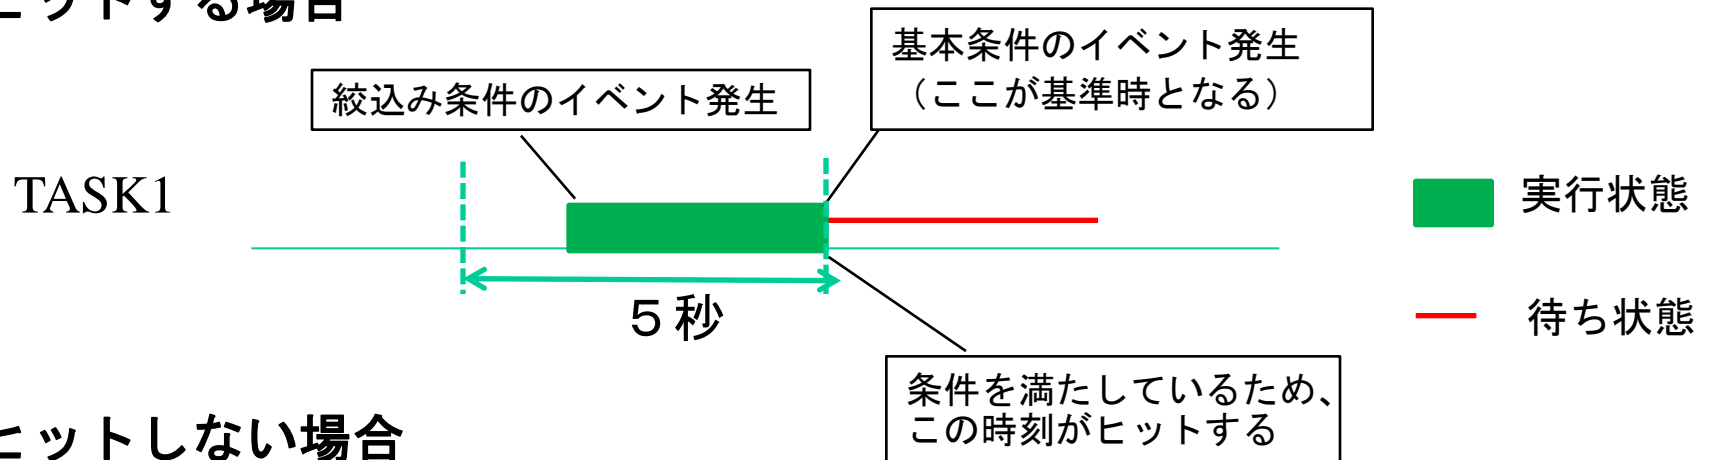 ヒットする場合
基本条件のイベント発生
（ここが基準時となる）
絞込み条件のイベント発生
TASK1
実行状態
５秒
待ち状態
条件を満たしているため、
この時刻がヒットする
ヒットしない場合